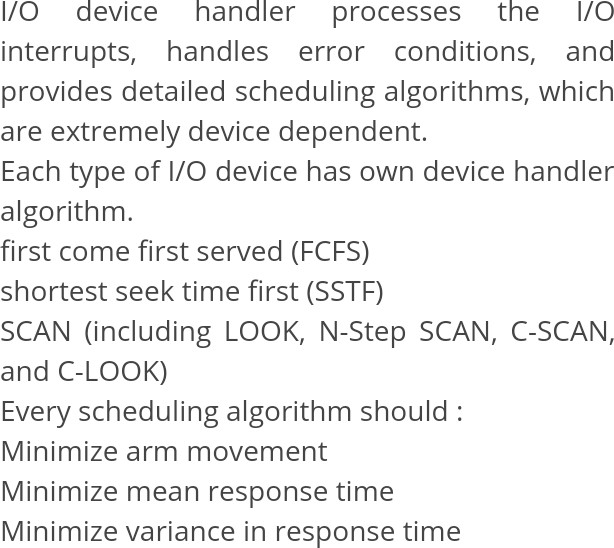 I/O device handler processes the I/O
interrupts, handles error conditions, and
provides detailed scheduling algorithms, which
are extremely device dependent.
Each type of I/O device has own device handler
algorithm.
first come first served (FCFS)
shortest seek time first (SSTF)
SCAN (including LOOK, N-Step SCAN, C-SCAN,
and C-LOOK)
Every scheduling algorithm should :
Minimize arm movement
Minimize mean response time
Minimize variance in response time